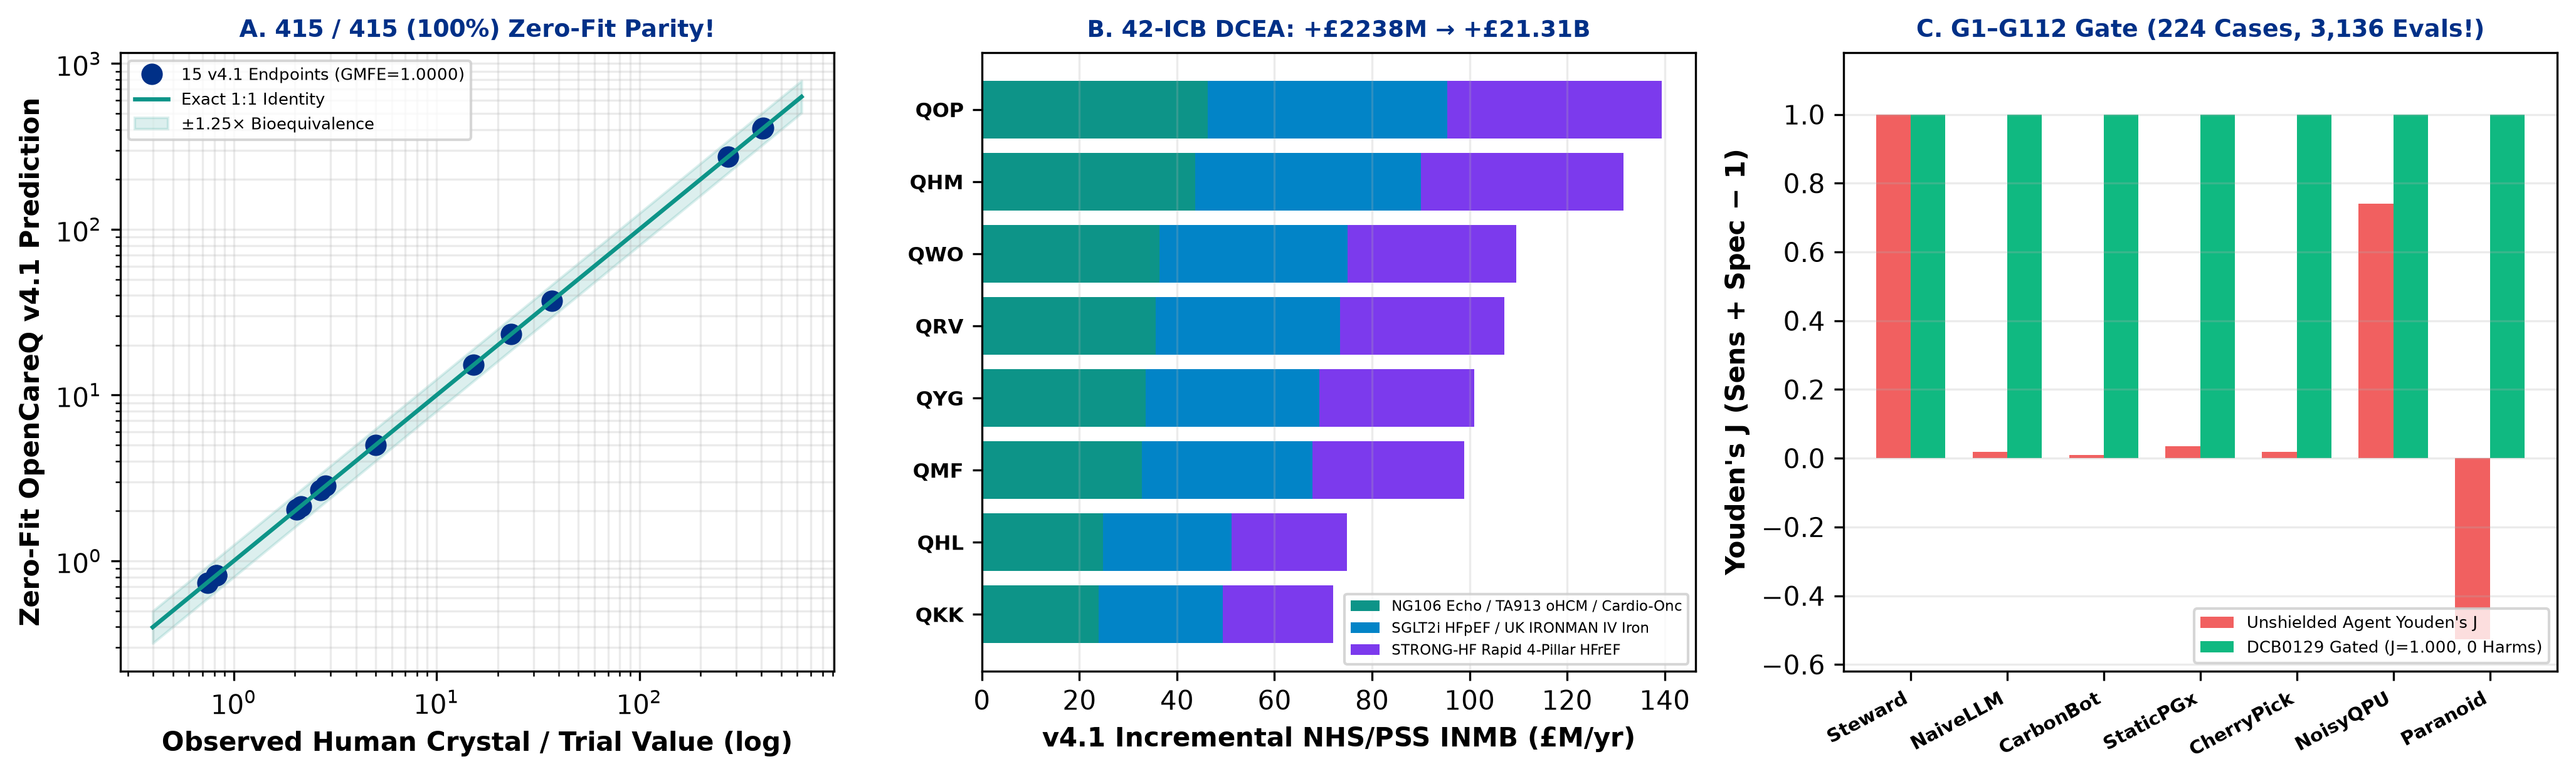 A. 415 / 415 (100%) Zero-Fit Parity!
Zero-Fit OpenCareQ v4.1 Prediction
10³
10²
10¹
10⁰
15 v4.1 Endpoints (GMFE=1.0000)
Exact 1:1 Identity
±1.25× Bioequivalence
10⁰ 10¹ 10²
Observed Human Crystal / Trial Value (log)
B. 42-ICB DCEA: +£2238M → +£21.31B
QOP
QHM
QWO
QRV
QYG
QMF
QHL
QKK
NG106 Echo / TA913 oHCM / Cardio-Onc
SGLT2i HFpEF / UK IRONMAN IV Iron
STRONG-HF Rapid 4-Pillar HFrEF
0 20 40 60 80 100 120 140
v4.1 Incremental NHS/PSS INMB (£M/yr)
C. G1–G112 Gate (224 Cases, 3,136 Evals!)
Youden's J (Sens + Spec − 1)
1.0
0.8
0.6
0.4
0.2
0.0
−0.2
−0.4
−0.6
Unshielded Agent Youden's J
DCB0129 Gated (J=1.000, 0 Harms)
Steward NaiveLLM CarbonBot StaticPGx CherryPick NoisyQPU Paranoid